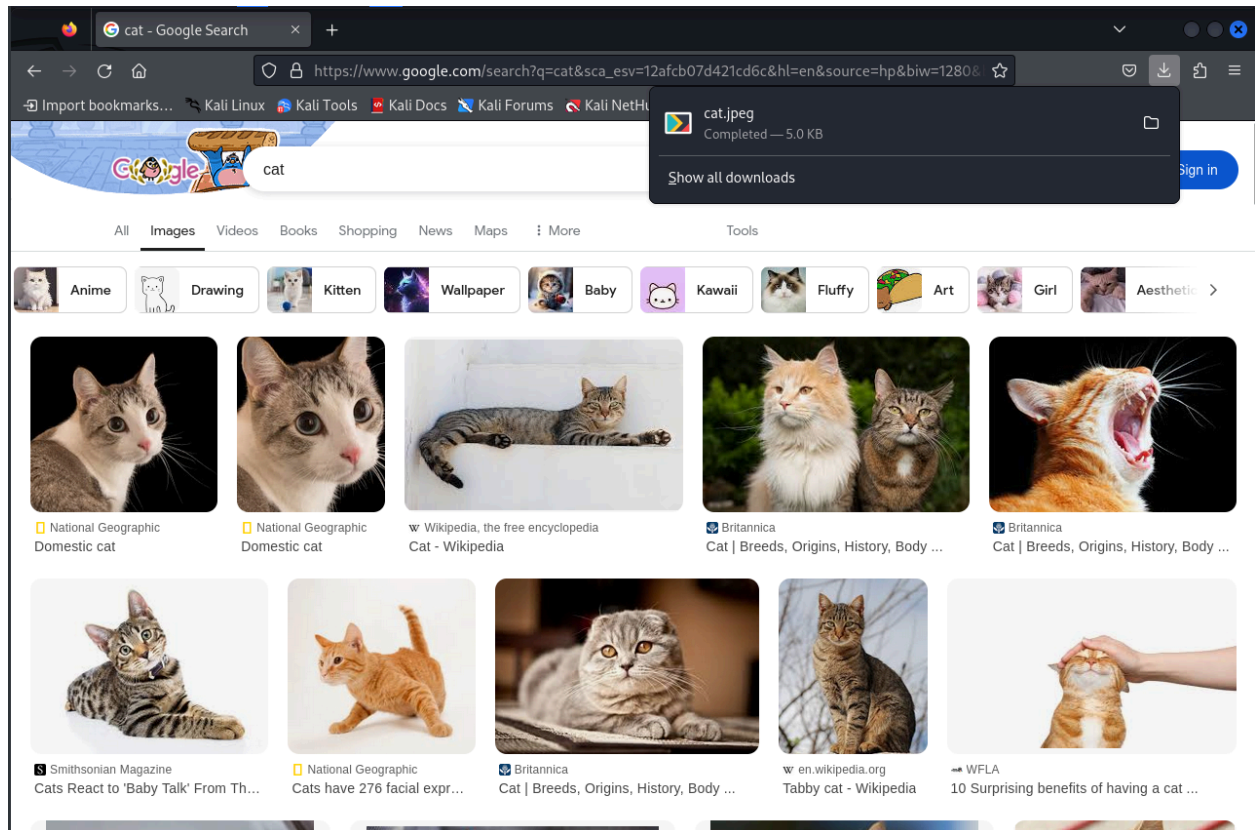 cat - Google Search
https://www.google.com/search?q=cat&sca_esv=12afcb07d421cd6c&hl=en&source=hp&biw=1280&
Import bookmarks... Kali Linux Kali Tools Kali Docs Kali Forums Kali NetHu
cat.jpeg
Completed — 5.0 KB
Show all downloads
Google
cat
Sign in
All Images Videos Books Shopping News Maps More Tools
Anime Drawing Kitten Wallpaper Baby Kawaii Fluffy Art Girl Aesthetic
National Geographic National Geographic Wikipedia, the free encyclopedia Britannica Britannica
Domestic cat Domestic cat Cat - Wikipedia Cat | Breeds, Origins, History, Body ... Cat | Breeds, Origins, History, Body ...
Smithsonian Magazine National Geographic Britannica en.wikipedia.org WFLA
Cats React to 'Baby Talk' From Th... Cats have 276 facial expr... Cat | Breeds, Origins, History, Body ... Tabby cat - Wikipedia 10 Surprising benefits of having a cat ...